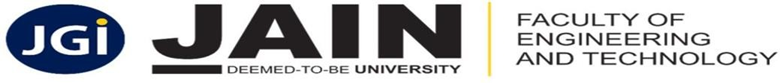 JGi
JAIN
DEEMED-TO-BE UNIVERSITY
FACULTY OF
ENGINEERING
AND TECHNOLOGY